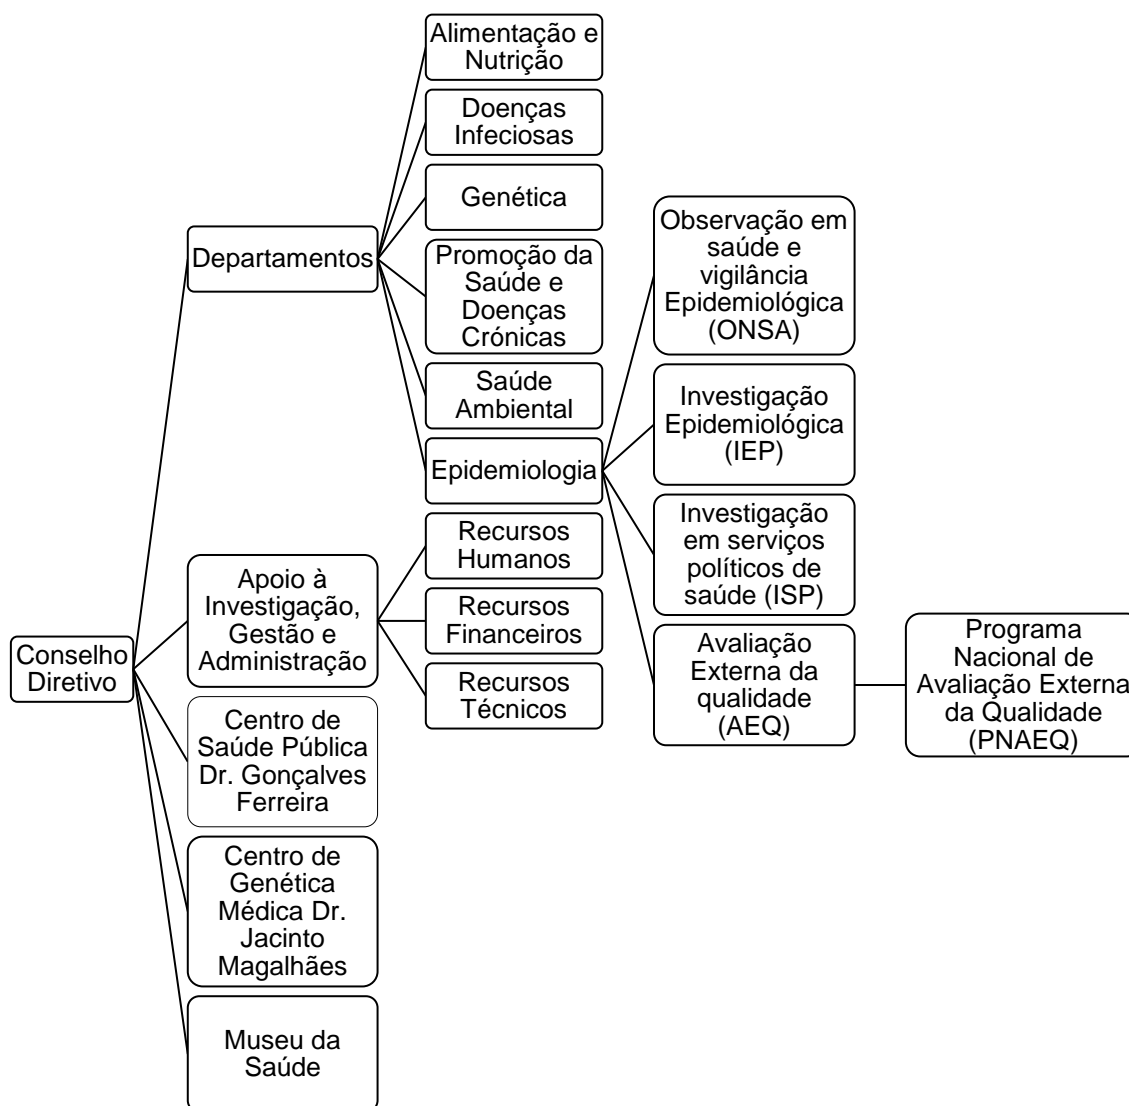 Conselho
Diretivo
Departamentos
Alimentação e
Nutrição
Doenças
Infeciosas
Genética
Promoção da
Saúde e
Doenças
Crónicas
Saúde
Ambiental
Epidemiologia
Observação em
saúde e
vigilância
Epidemiológica
(ONSA)
Investigação
Epidemiológica
(IEP)
Investigação
em serviços
políticos de
saúde (ISP)
Avaliação
Externa da
qualidade
(AEQ)
Programa
Nacional de
Avaliação Externa
da Qualidade
(PNAEQ)
Apoio à
Investigação,
Gestão e
Administração
Recursos
Humanos
Recursos
Financeiros
Recursos
Técnicos
Centro de
Saúde Pública
Dr. Gonçalves
Ferreira
Centro de
Genética
Médica Dr.
Jacinto
Magalhães
Museu da
Saúde